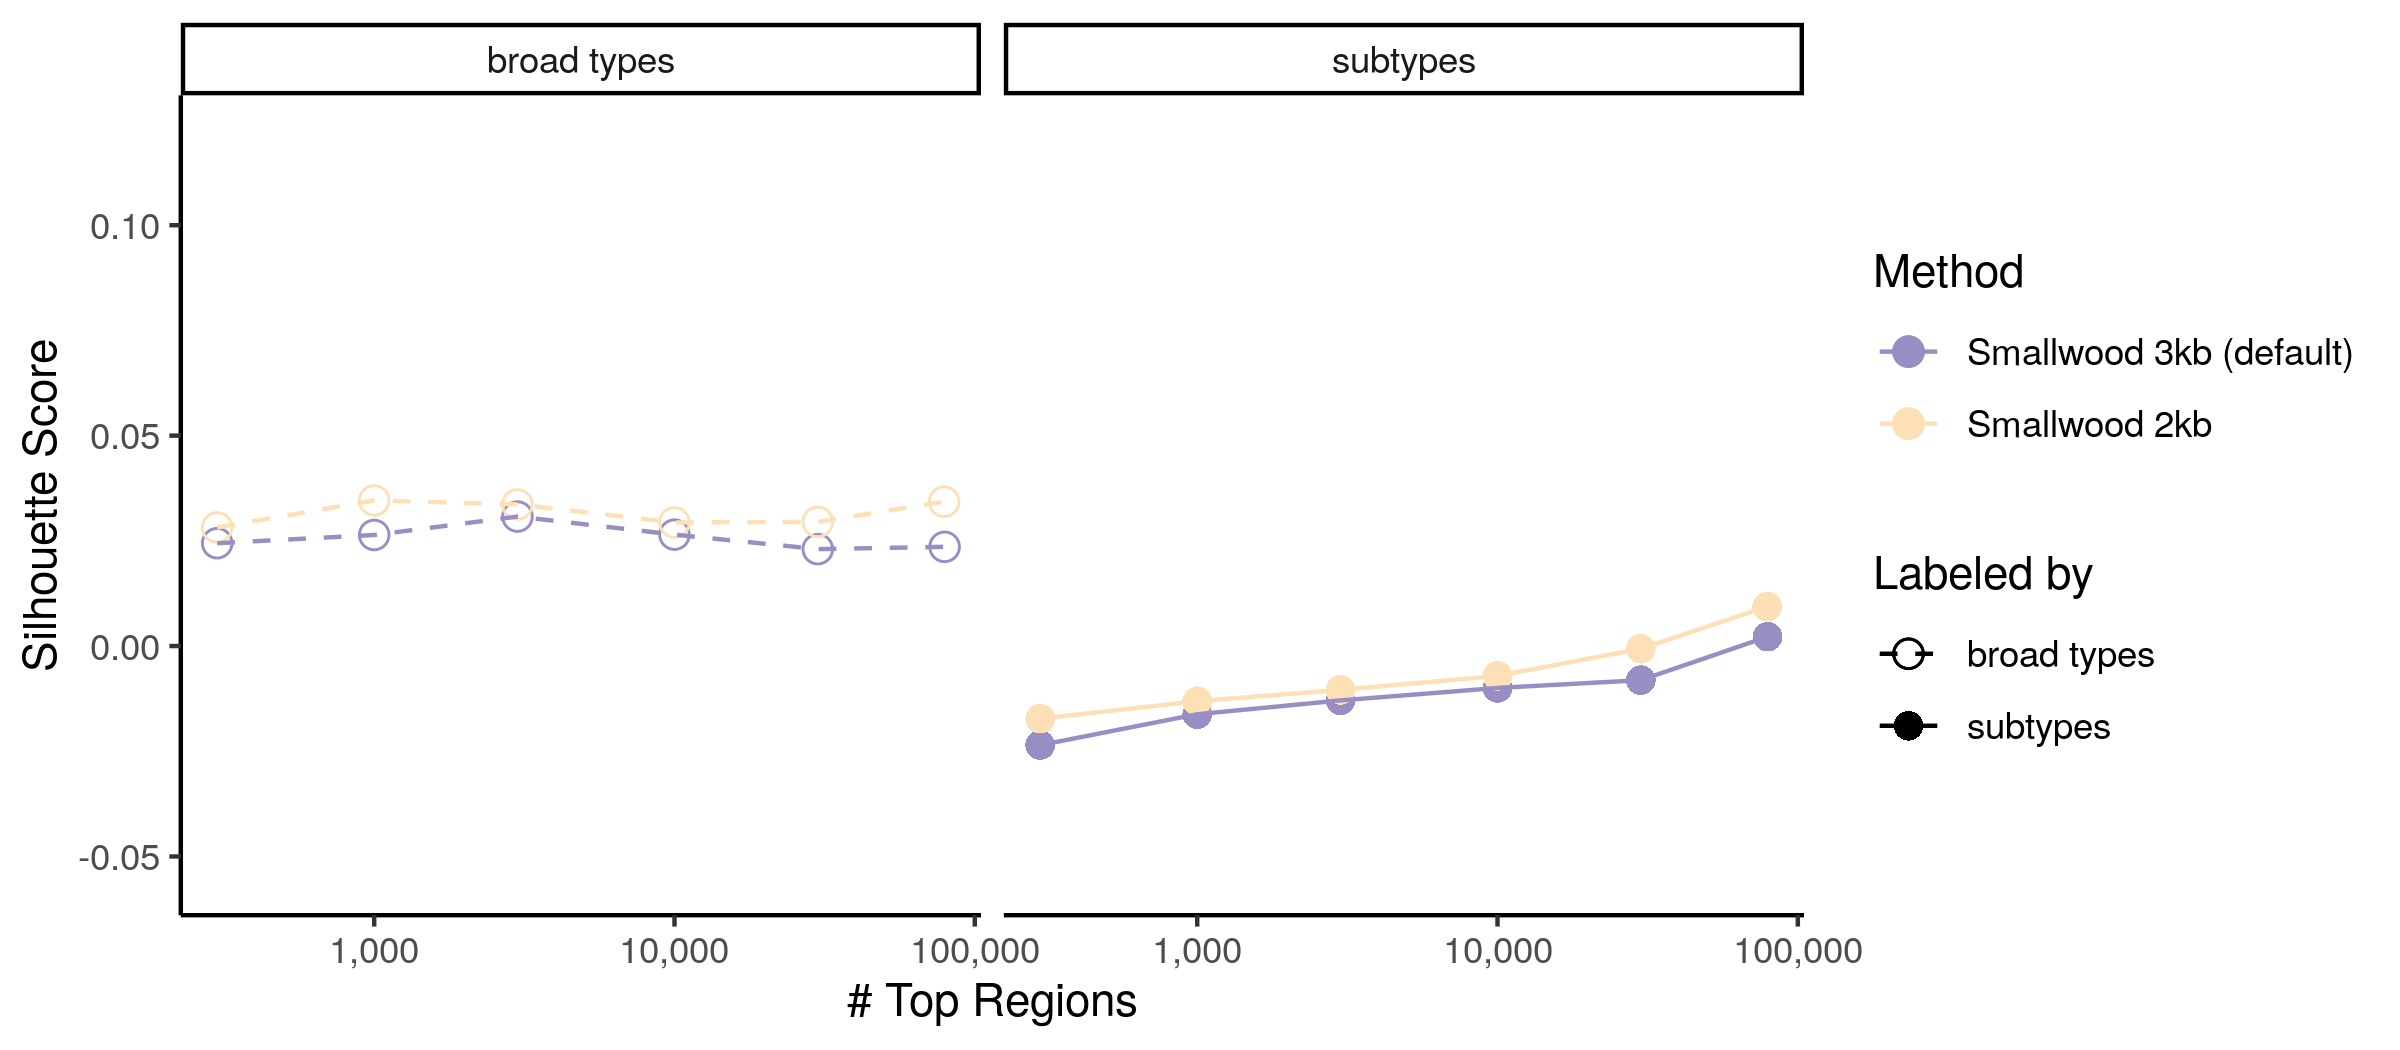 broad types
subtypes
Silhouette Score
0.10
0.05
0.00
-0.05
1,000
10,000
100,000
1,000
10,000
100,000
# Top Regions
Method
Smallwood 3kb (default)
Smallwood 2kb
Labeled by
broad types
subtypes